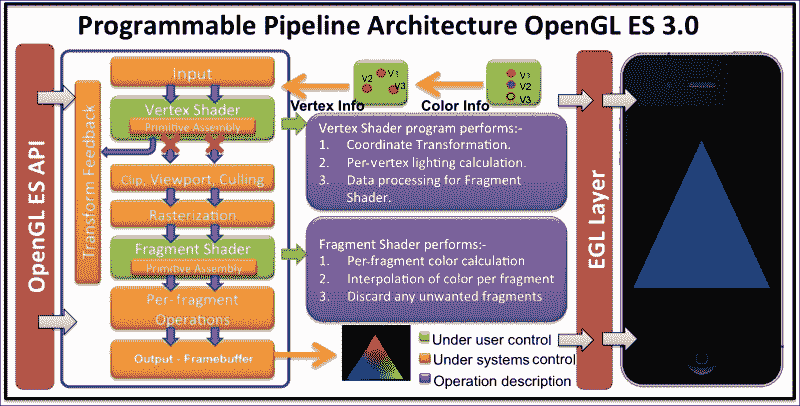 Programmable Pipeline Architecture OpenGL ES 3.0
OpenGL ES API
Transform Feedback
Input
Vertex Shader
Primitive Assembly
Clip, Viewport, Culling
Rasterization
Fragment Shader
Primitive Assembly
Per-fragment
Operations
Output - Framebuffer
V1
V2
V3
Vertex Info
Color Info
V1
V2
V3
Vertex Shader program performs:-
1. Coordinate Transformation.
2. Per-vertex lighting calculation.
3. Data processing for Fragment
Shader.
Fragment Shader performs:-
1. Per-fragment color calculation
2. Interpolation of color per fragment
3. Discard any unwanted fragments
Under user control
Under systems control
Operation description
EGL Layer